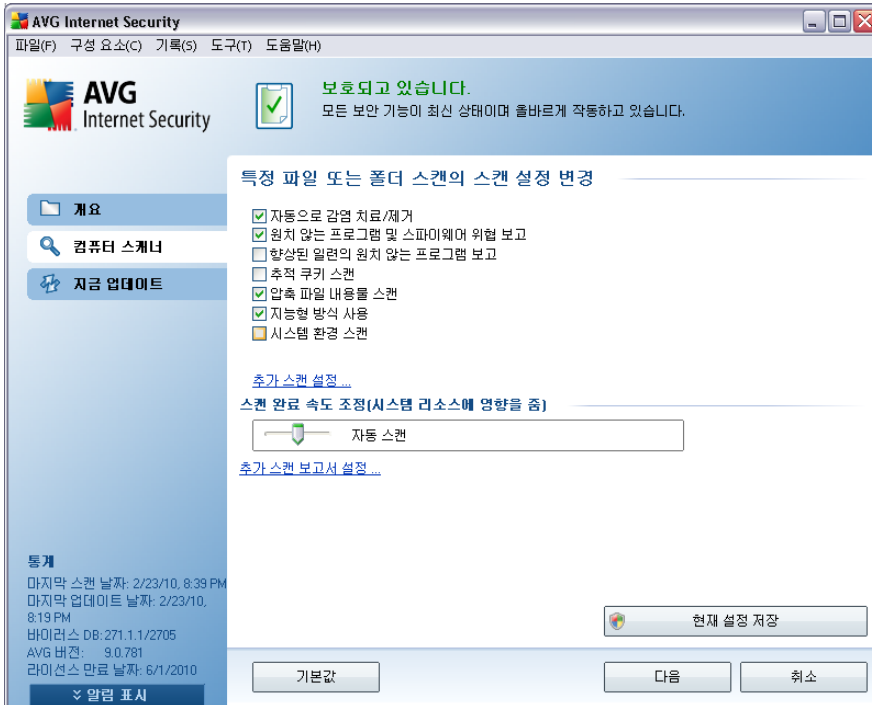 AVG Internet Security
파일(F) 구성 요소(C) 기록(S) 도구(T) 도움말(H)
AVG
Internet Security
보호되고 있습니다.
모든 보안 기능이 최신 상태이며 올바르게 작동하고 있습니다.
개요
컴퓨터 스캐너
지금 업데이트
특정 파일 또는 폴더 스캔의 스캔 설정 변경
자동으로 감염 치료/제거
원치 않는 프로그램 및 스파이웨어 위협 보고
향상된 일련의 원치 않는 프로그램 보고
추적 쿠키 스캔
압축 파일 내용물 스캔
지능형 방식 사용
시스템 환경 스캔
추가 스캔 설정 ...
스캔 완료 속도 조정(시스템 리소스에 영향을 줌)
자동 스캔
추가 스캔 보고서 설정 ...
통계
마지막 스캔 날짜: 2/23/10, 8:39 PM
마지막 업데이트 날짜: 2/23/10,
8:19 PM
바이러스 DB: 271.1.1/2705
AVG 버전: 9.0.781
라이선스 만료 날짜: 6/1/2010
알림 표시
현재 설정 저장
기본값
다음
취소